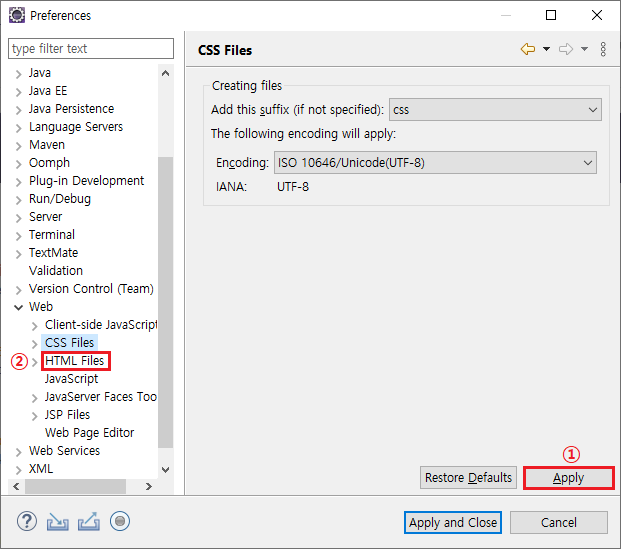 Preferences
type filter text
Java
Java EE
Java Persistence
Language Servers
Maven
Oomph
Plug-in Development
Run/Debug
Server
Terminal
TextMate
Validation
Version Control (Team)
Web
Client-side JavaScript
CSS Files
② HTML Files
JavaScript
JavaServer Faces Too
JSP Files
Web Page Editor
Web Services
XML
CSS Files
Creating files
Add this suffix (if not specified): css
The following encoding will apply:
Encoding: ISO 10646/Unicode(UTF-8)
IANA: UTF-8
①
Restore Defaults Apply
Apply and Close Cancel